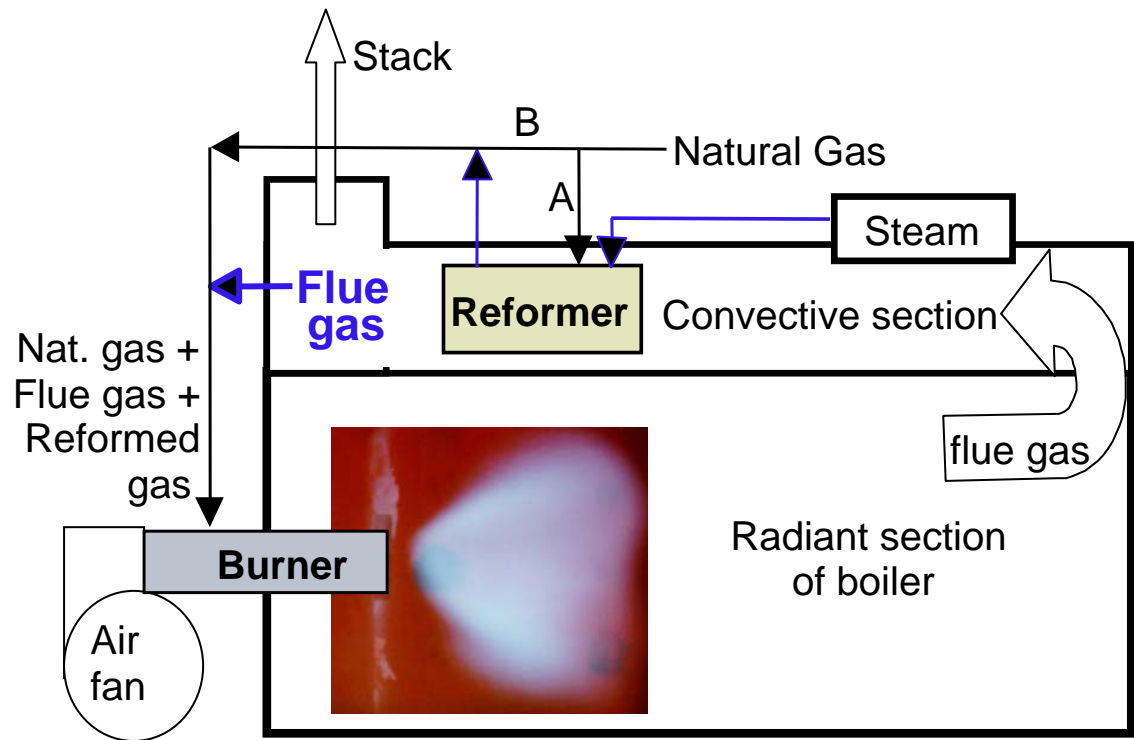 Stack
B
Natural Gas
A
Steam
Flue
gas
Reformer
Convective section
Nat. gas +
Flue gas +
Reformed
gas
flue gas
Burner
Radiant section
of boiler
Air
fan